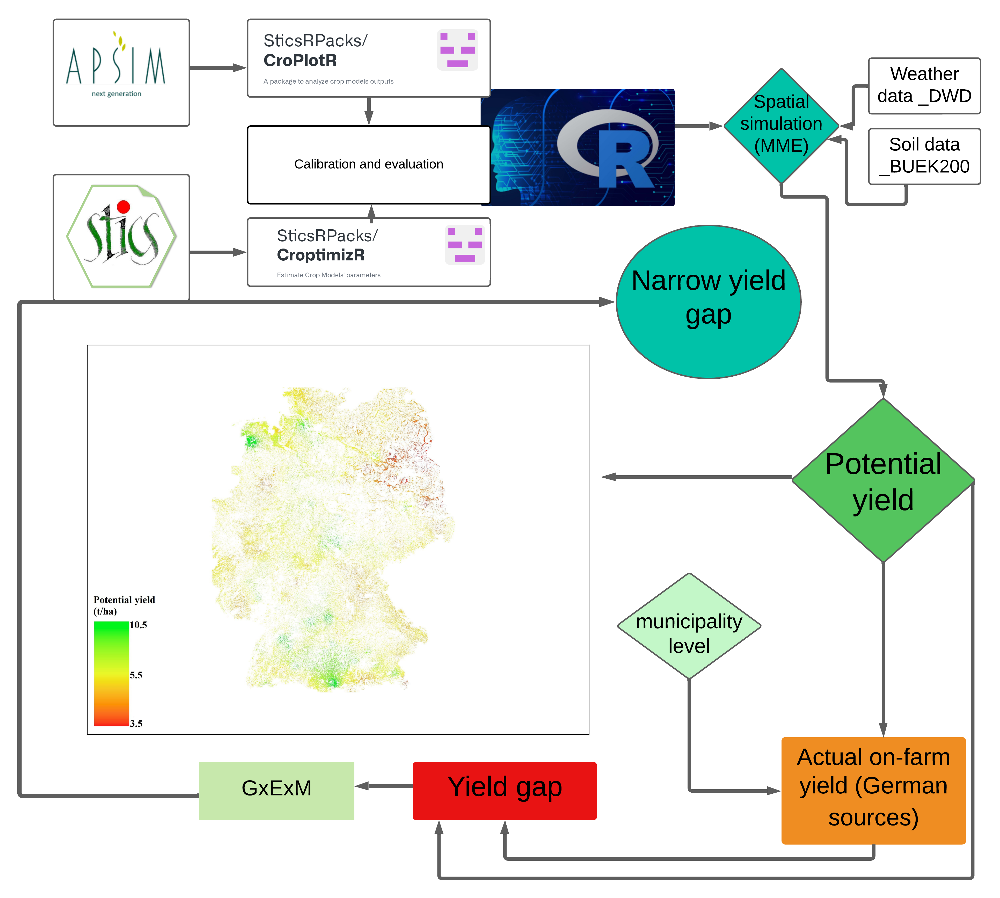 APSIM
next generation
SticsRPacks/
CroPlotR
A package to analyze crop models outputs
Calibration and evaluation
R
Spatial
simulation
(MME)
Weather
data _DWD
Soil data
_BUEK200
stics
SticsRPacks/
CroptimizR
Estimate Crop Models' parameters
Narrow yield
gap
Potential
yield
Potential yield
(t/ha)
10.5
5.5
3.5
municipality
level
Actual on-farm
yield (German
sources)
Yield gap
GxExM